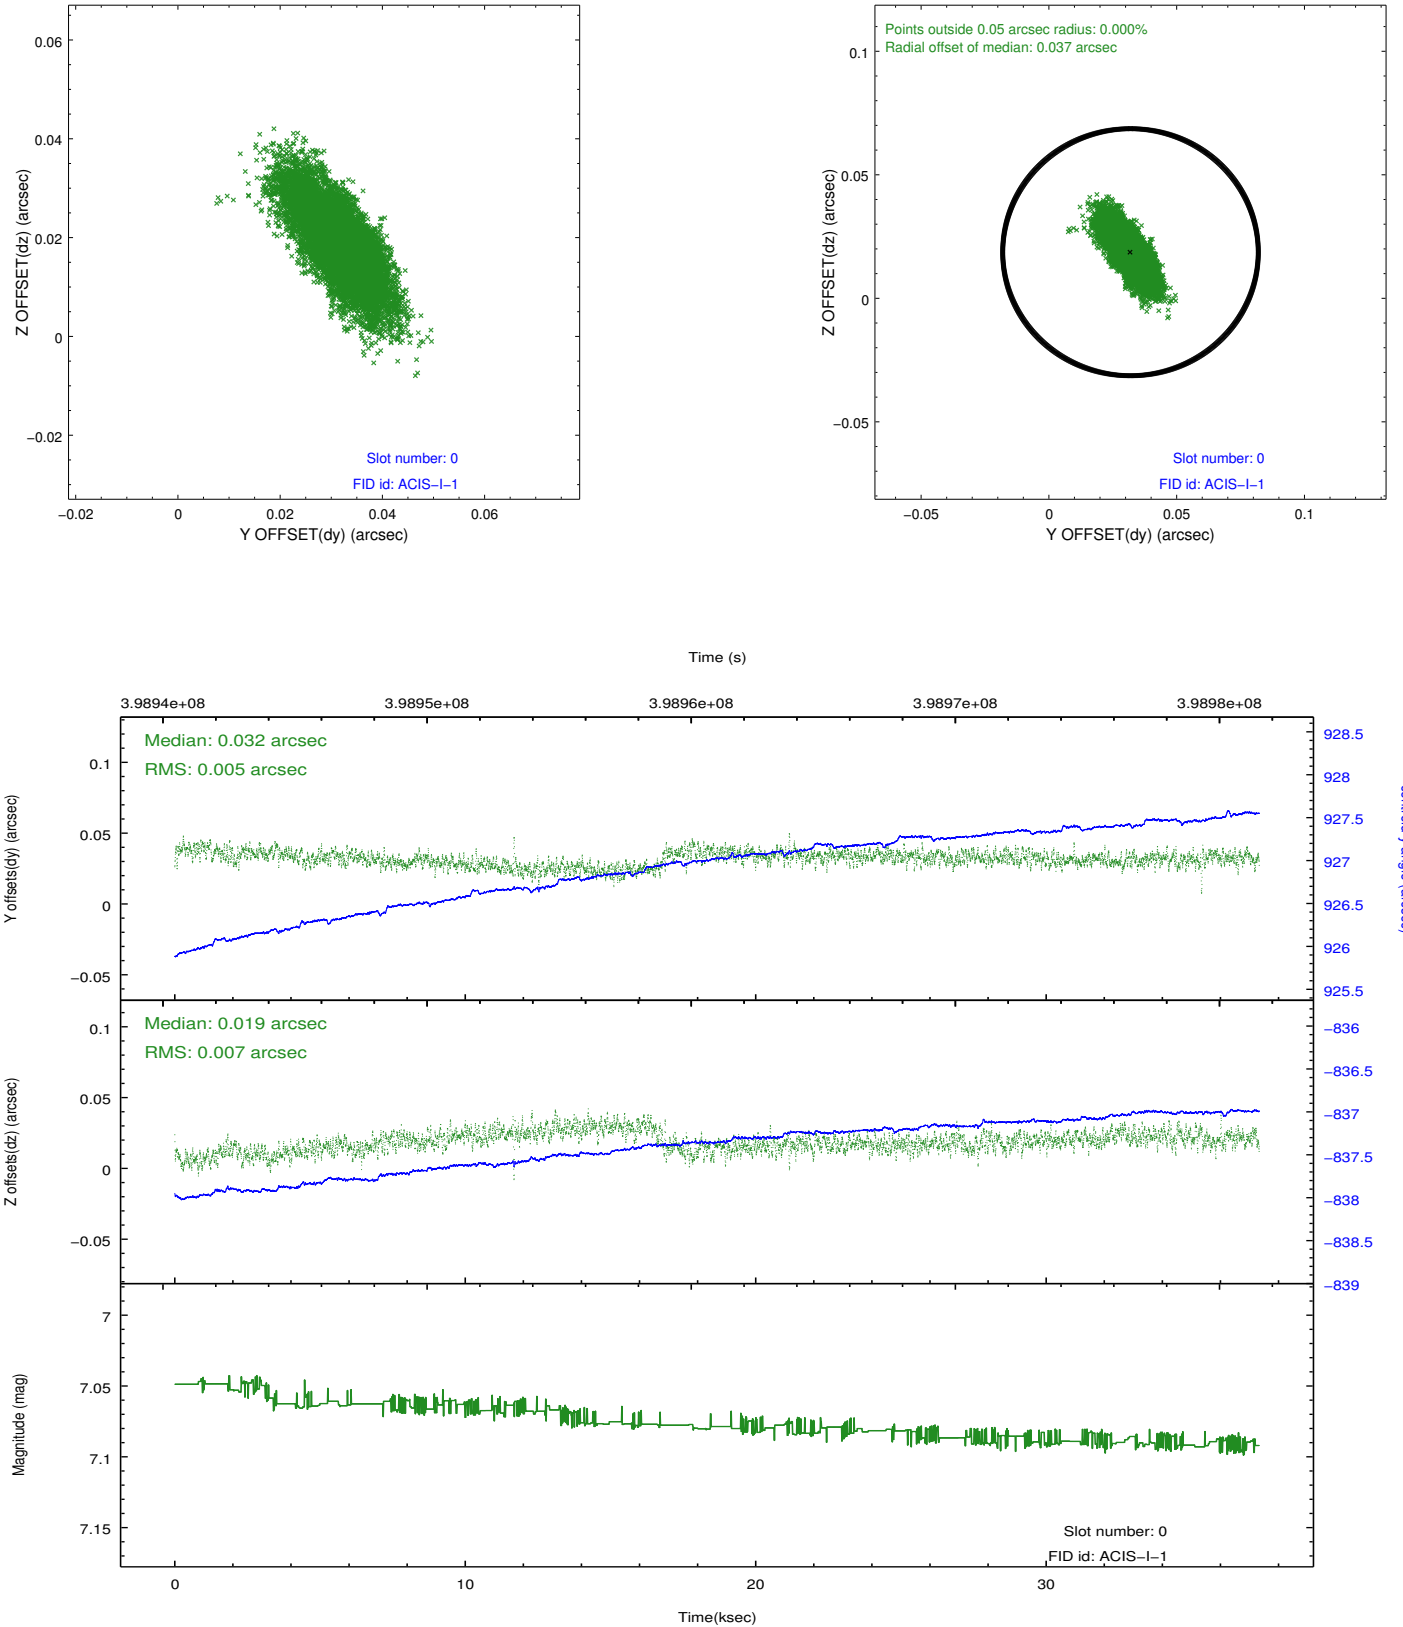 0.06
0.04
0.02
0
−0.02
Z OFFSET(dz) (arcsec)
Slot number: 0
FID id: ACIS−I−1
−0.02
0
0.02
0.04
0.06
Y OFFSET(dy) (arcsec)
Points outside 0.05 arcsec radius: 0.000%
Radial offset of median: 0.037 arcsec
0.1
0.05
0
−0.05
Z OFFSET(dz) (arcsec)
Slot number: 0
FID id: ACIS−I−1
−0.05
0
0.05
0.1
Y OFFSET(dy) (arcsec)
Time (s)
3.9894e+08
3.9895e+08
3.9896e+08
3.9897e+08
3.9898e+08
Median: 0.032 arcsec
RMS: 0.005 arcsec
0.1
0.05
0
−0.05
Y offsets(dy) (arcsec)
928.5
928
927.5
927
926.5
926
925.5
Median: 0.019 arcsec
RMS: 0.007 arcsec
0.1
0.05
0
−0.05
Z offsets(dz) (arcsec)
−836
−836.5
−837
−837.5
−838
−838.5
−839
7
7.05
7.1
7.15
Magnitude (mag)
Slot number: 0
FID id: ACIS−I−1
0
10
20
30
Time(ksec)